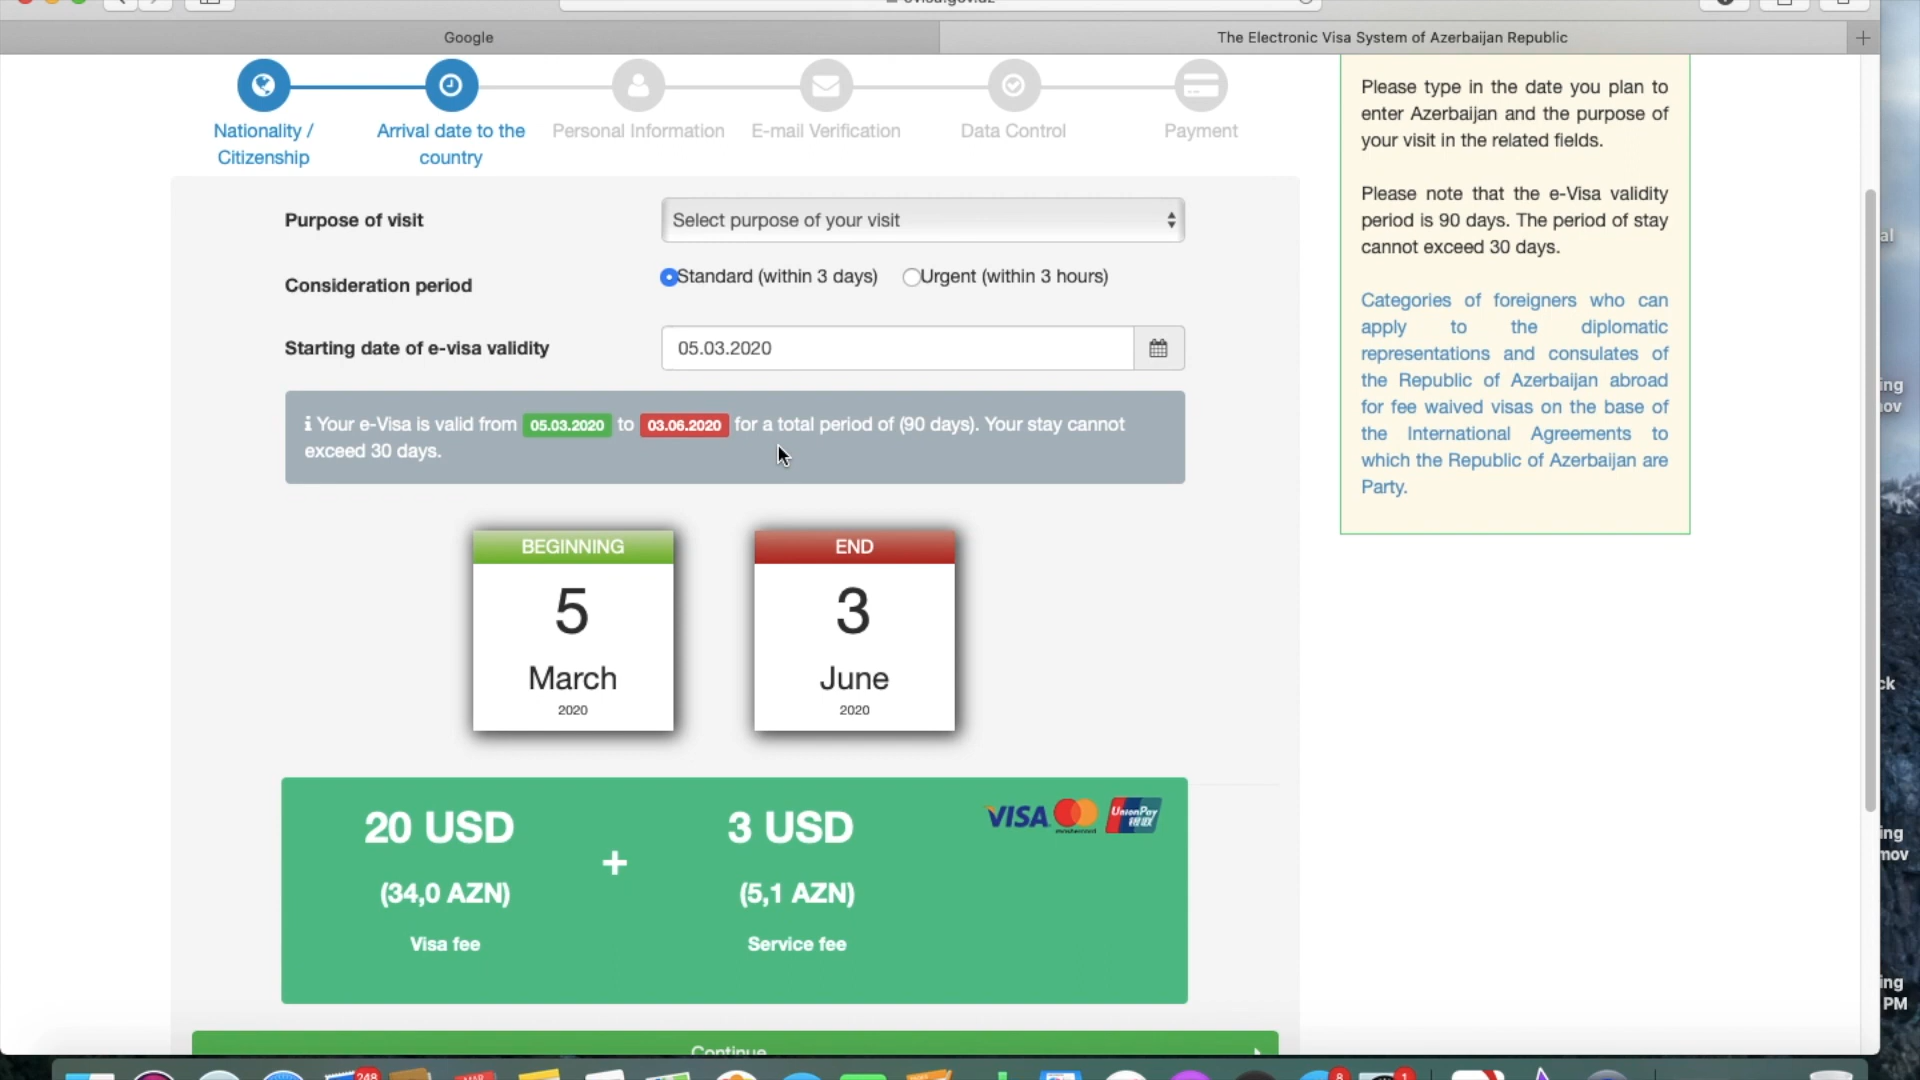 Google
The Electronic Visa System of Azerbaijan Republic
Nationality /
Citizenship
Arrival date to the
country
Personal Information
E-mail Verification
Data Control
Payment
Purpose of visit
Select purpose of your visit
Consideration period
Standard (within 3 days)
Urgent (within 3 hours)
Starting date of e-visa validity
05.03.2020
Your e-Visa is valid from 05.03.2020 to 03.06.2020 for a total period of (90 days). Your stay cannot
exceed 30 days.
BEGINNING
5
March
2020
END
3
June
2020
20 USD
(34,0 AZN)
Visa fee
+
3 USD
(5,1 AZN)
Service fee
VISA
mastercard
UnionPay
银联
Continue
Please type in the date you plan to
enter Azerbaijan and the purpose of
your visit in the related fields.
Please note that the e-Visa validity
period is 90 days. The period of stay
cannot exceed 30 days.
Categories of foreigners who can
apply to the diplomatic
representations and consulates of
the Republic of Azerbaijan abroad
for fee waived visas on the base of
the International Agreements to
which the Republic of Azerbaijan are
Party.
PM
248
MAR
8
1